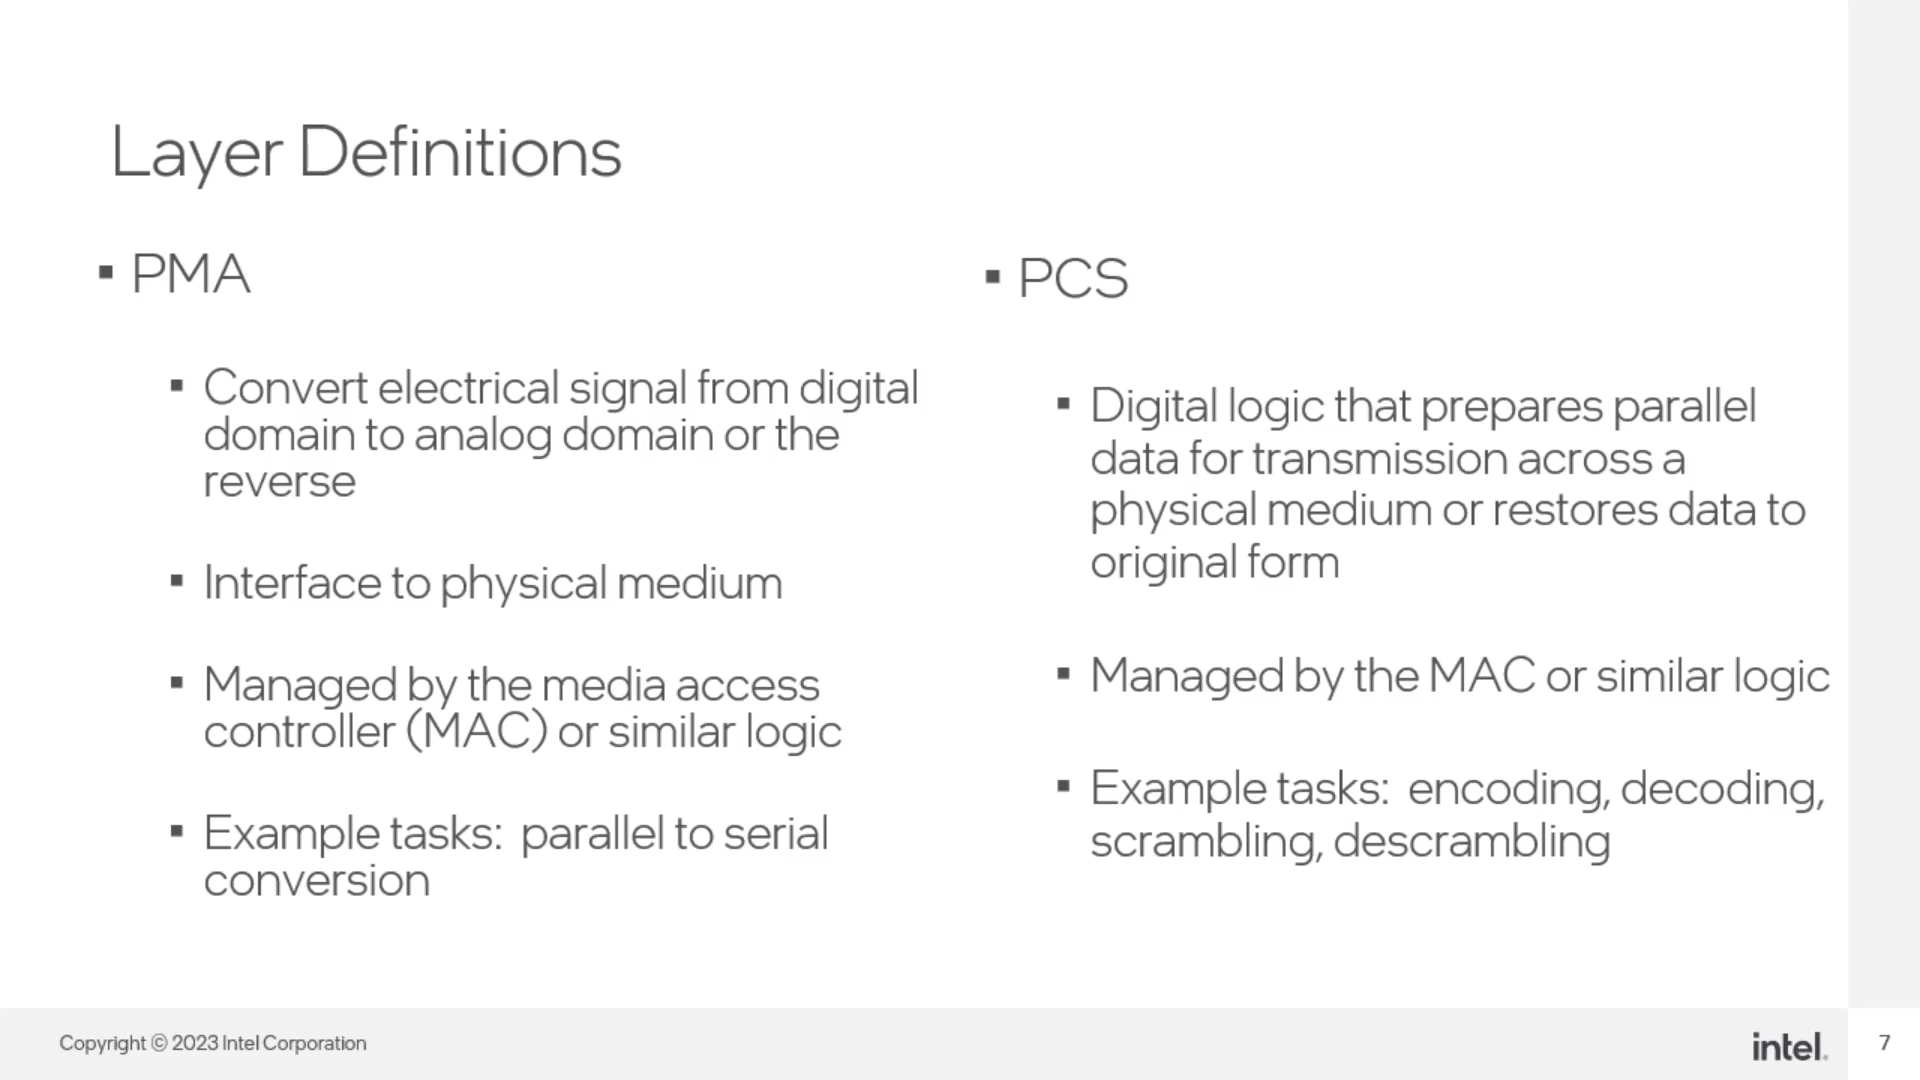 Layer Definitions
▪ PMA
▪ Convert electrical signal from digital
domain to analog domain or the
reverse
▪ Interface to physical medium
▪ Managed by the media access
controller (MAC) or similar logic
▪ Example tasks:  parallel to serial
conversion
▪ PCS
▪ Digital logic that prepares parallel
data for transmission across a
physical medium or restores data to
original form
▪ Managed by the MAC or similar logic
▪ Example tasks:  encoding, decoding,
scrambling, descrambling
Copyright © 2023 Intel Corporation
intel.
7